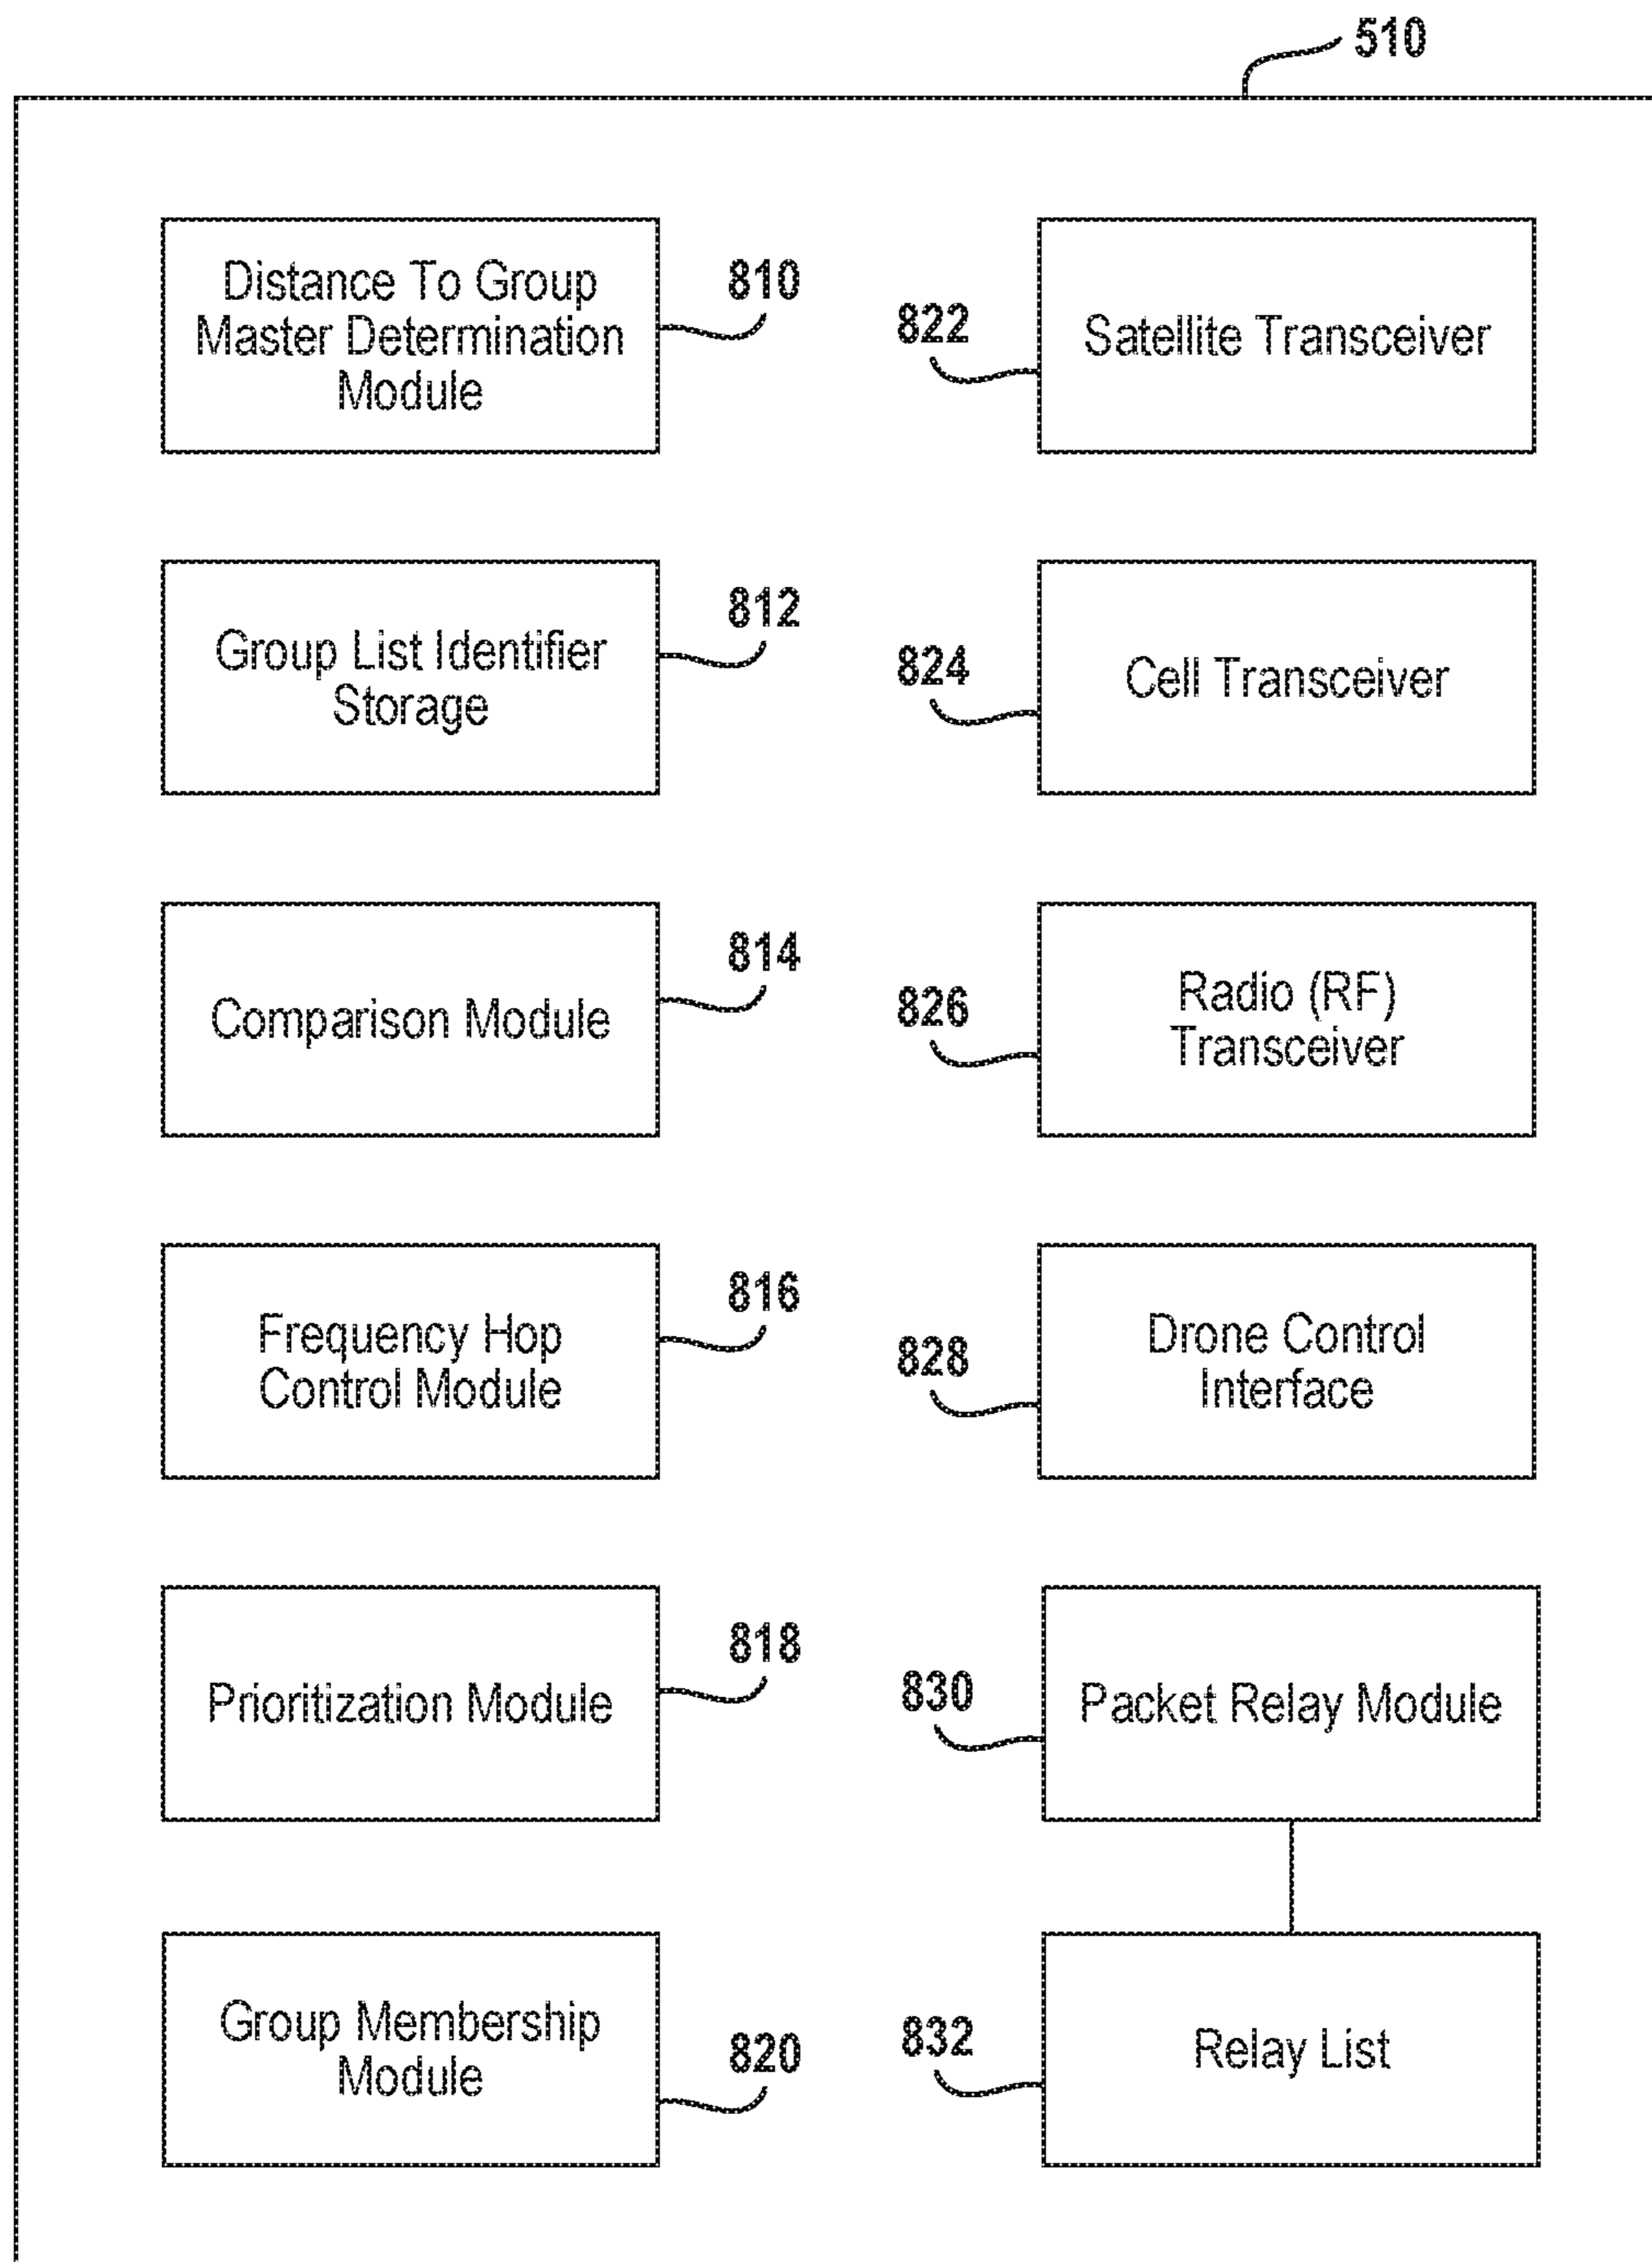 510
Distance To Group
Master Determination
Module
810
822
Satellite Transceiver
Group List Identifier
Storage
812
824
Cell Transceiver
Comparison Module
814
826
Radio (RF)
Transceiver
Frequency Hop
Control Module
816
828
Drone Control
Interface
Prioritization Module
818
830
Packet Relay Module
Group Membership
Module
820
832
Relay List